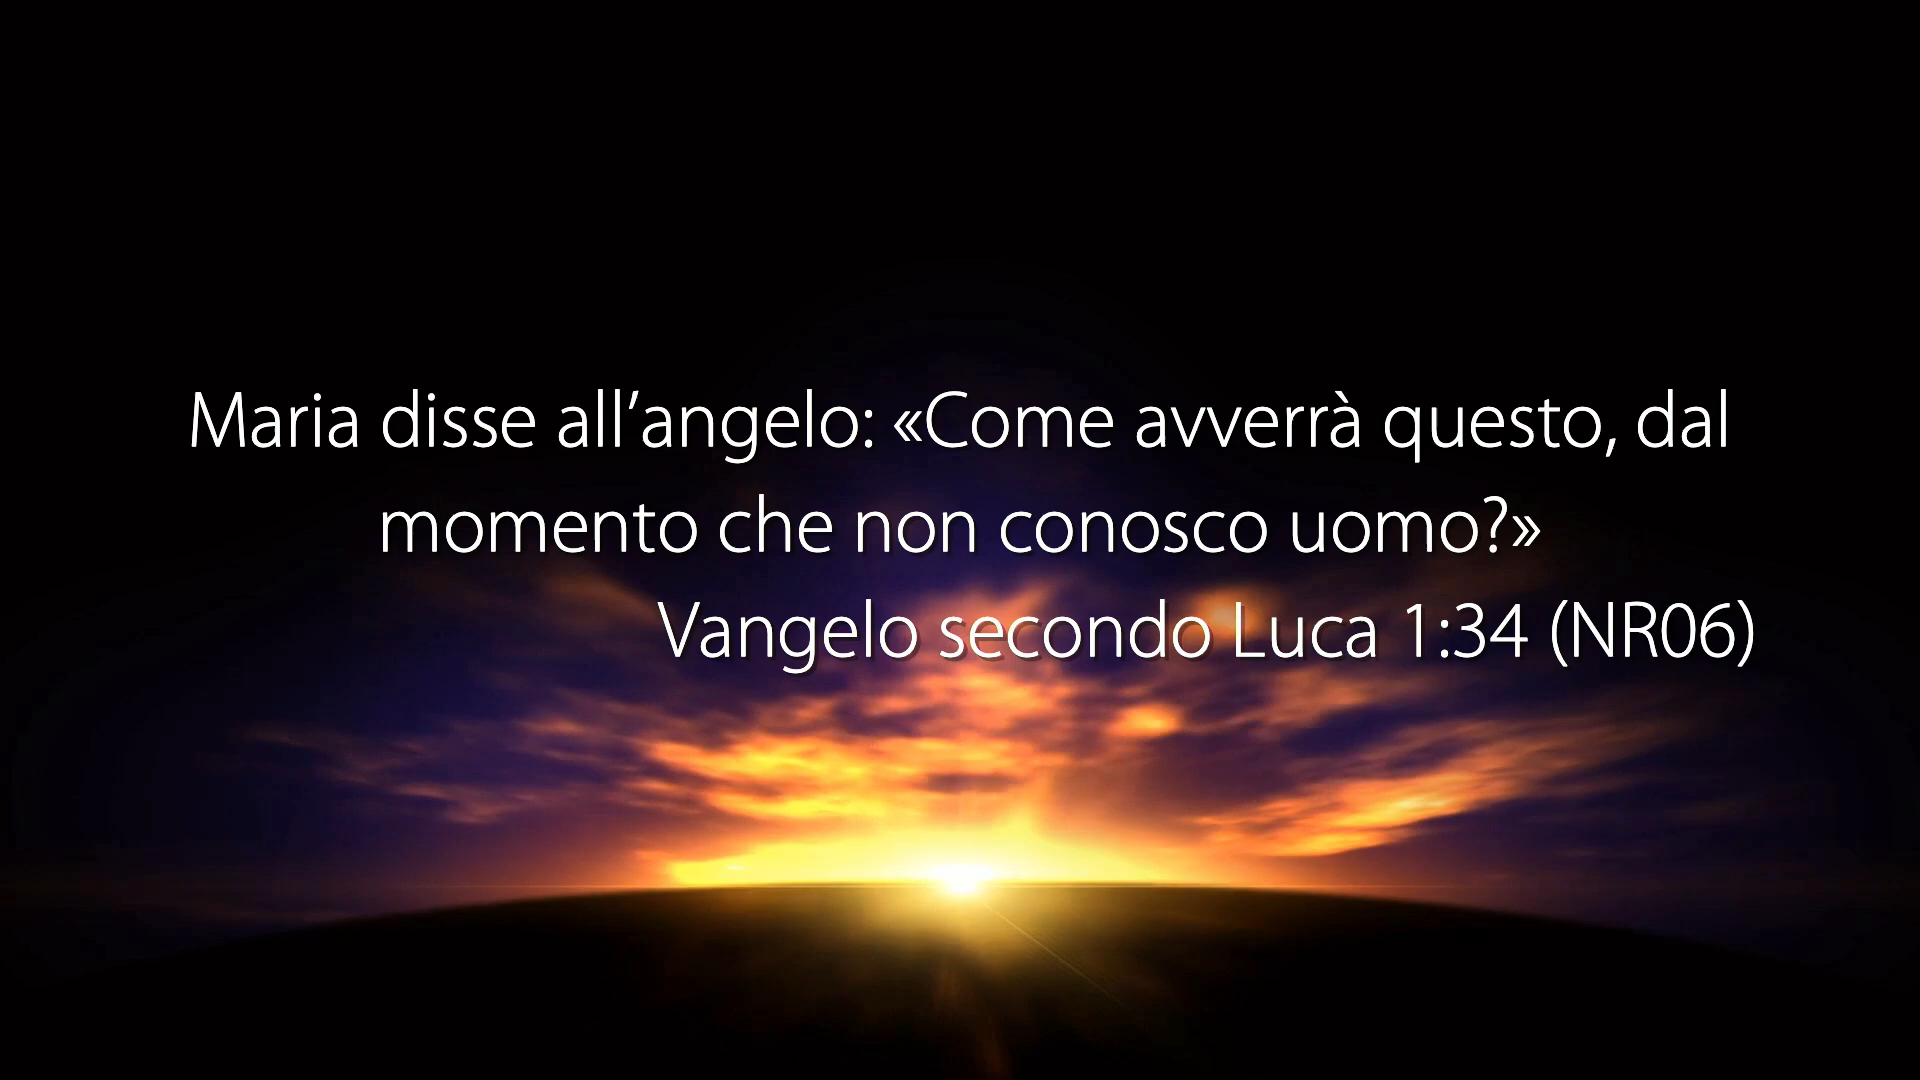 Maria disse all’angelo: «Come avverrà questo, dal
momento che non conosco uomo?»
Vangelo secondo Luca 1:34 (NR06)